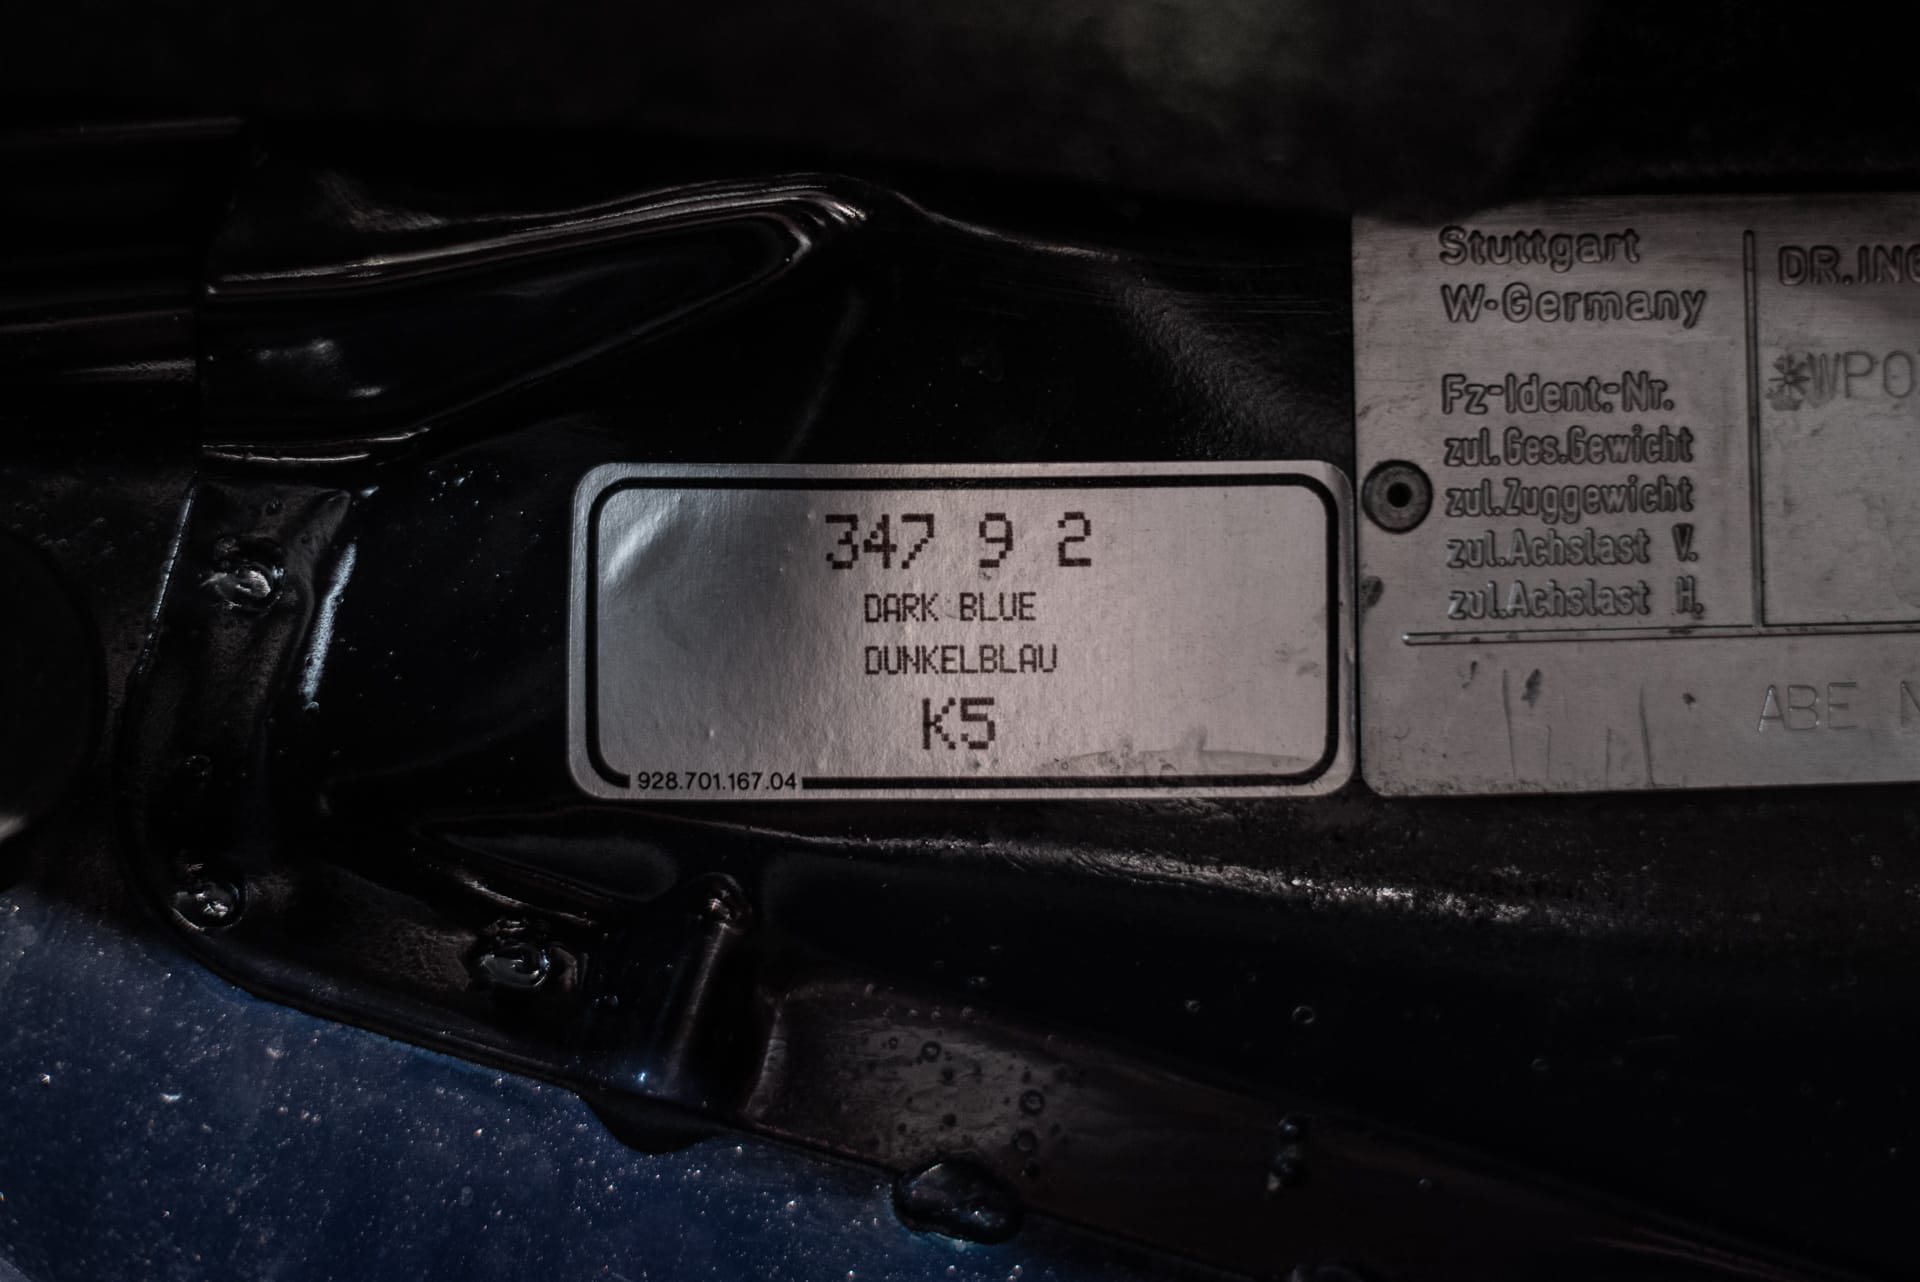 347 9 2
DARK BLUE
DUNKELBLAU
K5
928.701.167.04
Stuttgart
W-Germany
Fz-Ident.-Nr.
zul.Ges.Gewicht
zul.Zuggewicht
zul.Achslast V.
zul.Achslast H.
DR.ING
*WP0
ABE N